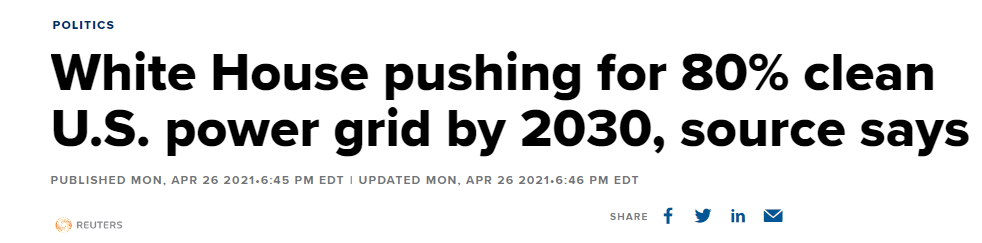 POLITICS
White House pushing for 80% clean
U.S. power grid by 2030, source says
PUBLISHED MON, APR 26 2021•6:45 PM EDT | UPDATED MON, APR 26 2021•6:46 PM EDT
SHARE
REUTERS